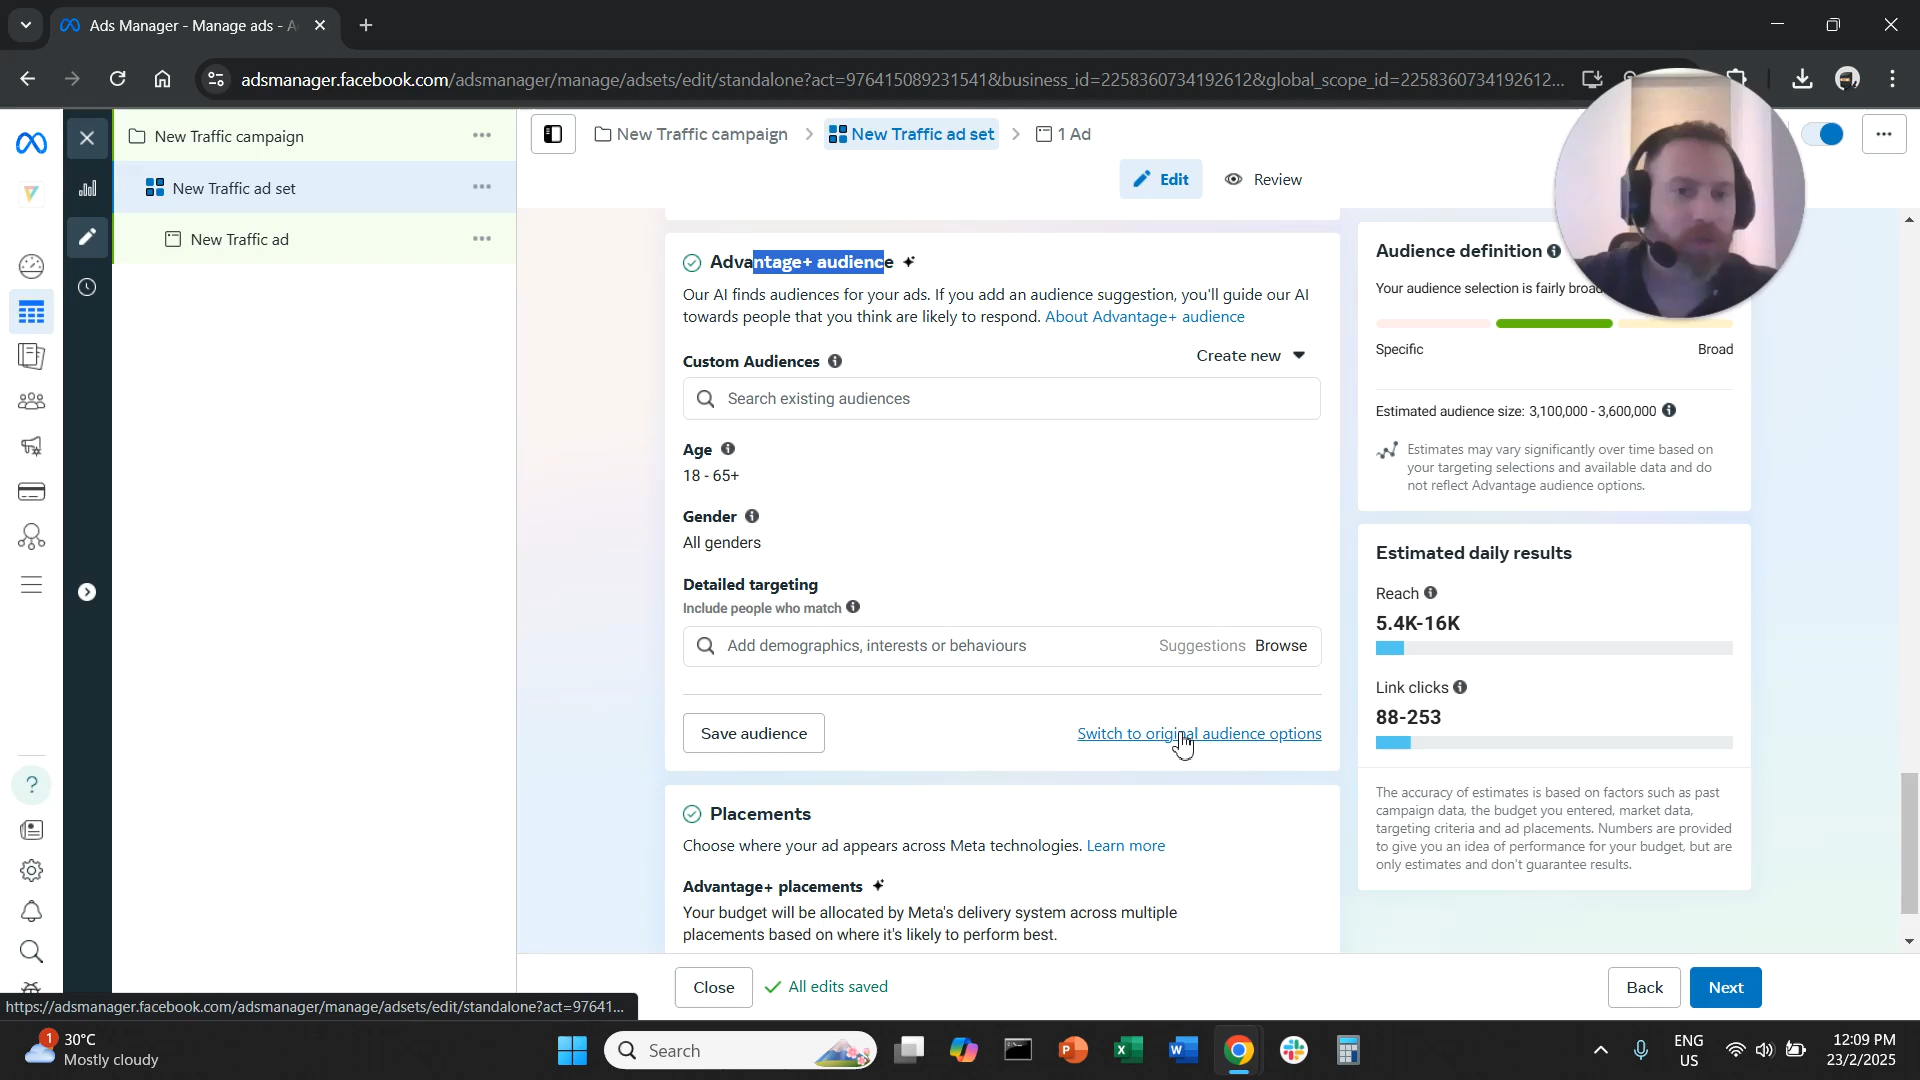 Ads Manager - Manage ads - A
adsmanager.facebook.com/adsmanager/manage/adsets/edit/standalone?act=976415089231541&business_id=2258360734192612&global_scope_id=2258360734192612...
New Traffic campaign
New Traffic ad set
New Traffic ad
New Traffic campaign
New Traffic ad set
1 Ad
Edit
Review
Advantage+ audience
Our AI finds audiences for your ads. If you add an audience suggestion, you'll guide our AI
towards people that you think are likely to respond. About Advantage+ audience
Custom Audiences
Create new
Search existing audiences
Age
18 - 65+
Gender
All genders
Detailed targeting
Include people who match
Add demographics, interests or behaviours
Suggestions
Browse
Save audience
Switch to original audience options
Placements
Choose where your ad appears across Meta technologies. Learn more
Advantage+ placements
Your budget will be allocated by Meta's delivery system across multiple
placements based on where it's likely to perform best.
Audience definition
Your audience selection is fairly broad
Specific
Broad
Estimated audience size: 3,100,000 - 3,600,000
Estimates may vary significantly over time based on
your targeting selections and available data and do
not reflect Advantage audience options.
Estimated daily results
Reach
5.4K-16K
Link clicks
88-253
The accuracy of estimates is based on factors such as past
campaign data, the budget you entered, market data,
targeting criteria and ad placements. Numbers are provided
to give you an idea of performance for your budget, but are
only estimates and don't guarantee results.
Close
All edits saved
Back
Next
https://adsmanager.facebook.com/adsmanager/manage/adsets/edit/standalone?act=97641...
1
30°C
Mostly cloudy
Search
ENG
US
12:09 PM
23/2/2025